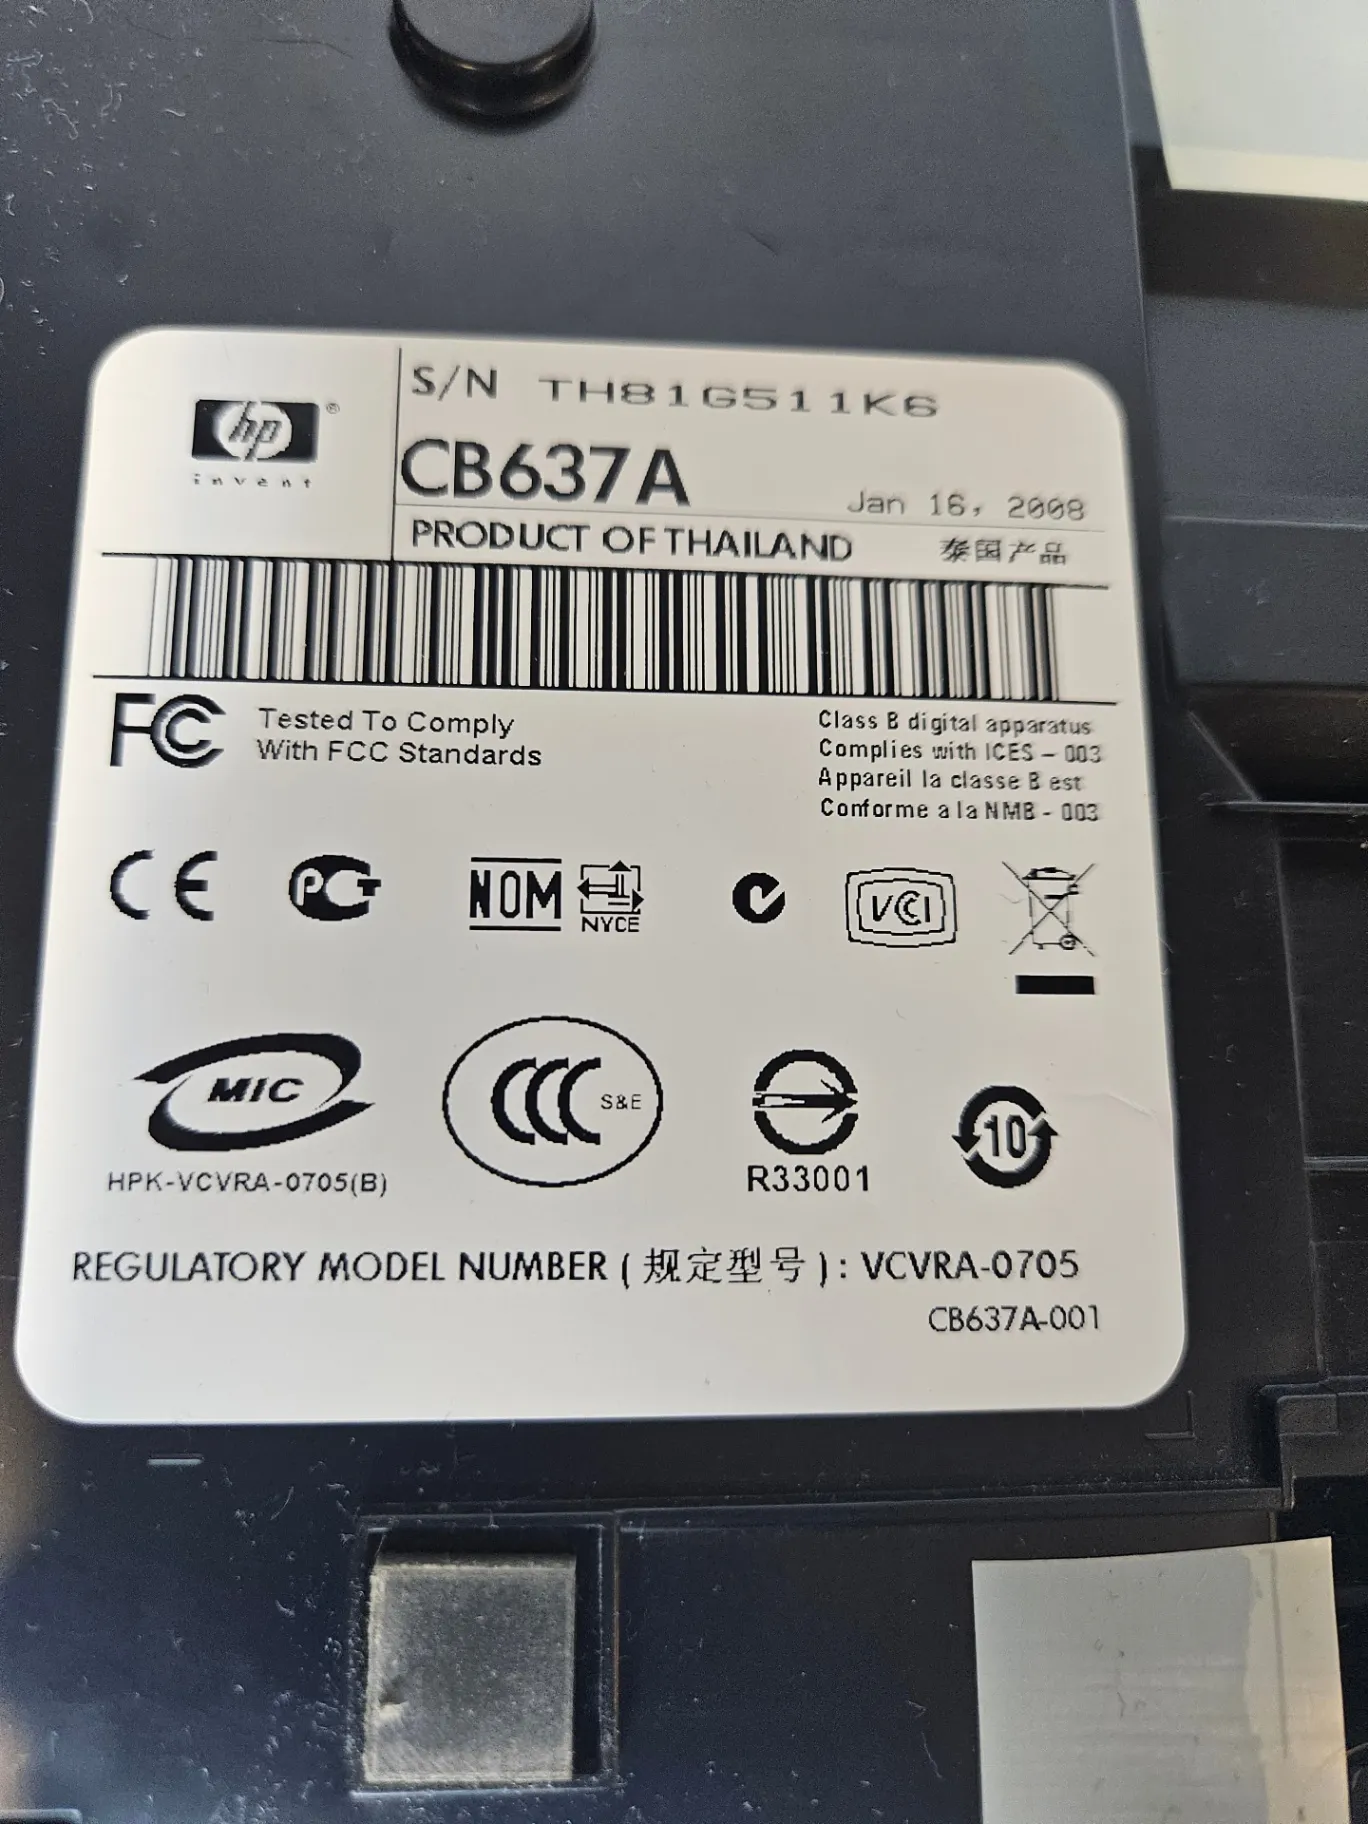 hp®
invent
S/N TH81G511K6
CB637A
Jan 16, 2008
PRODUCT OF THAILAND 泰国产品
FC Tested To Comply
With FCC Standards
Class B digital apparatus
Complies with ICES - 003
Appareil la classe B est
Conforme a la NMB - 003
CE
PCT
NOM
NYCE
VCCI
MIC
HPK-VCVRA-0705(B)
CCC S&E
R33001
10
REGULATORY MODEL NUMBER (规定型号): VCVRA-0705
CB637A-001